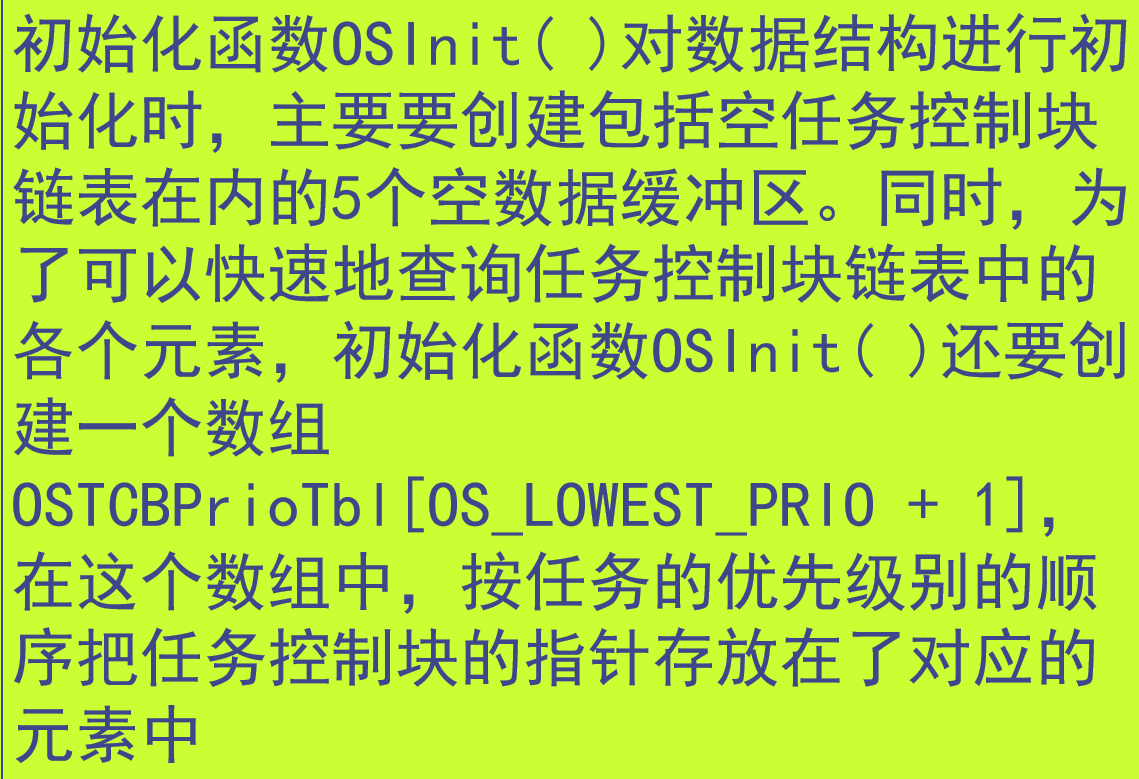 初始化函数OSInit( )对数据结构进行初
始化时，主要要创建包括空任务控制块
链表在内的5个空数据缓冲区。同时，为
了可以快速地查询任务控制块链表中的
各个元素，初始化函数OSInit( )还要创
建一个数组
OSTCBPrioTbl[OS_LOWEST_PRIO + 1]，
在这个数组中，按任务的优先级别的顺
序把任务控制块的指针存放在了对应的
元素中